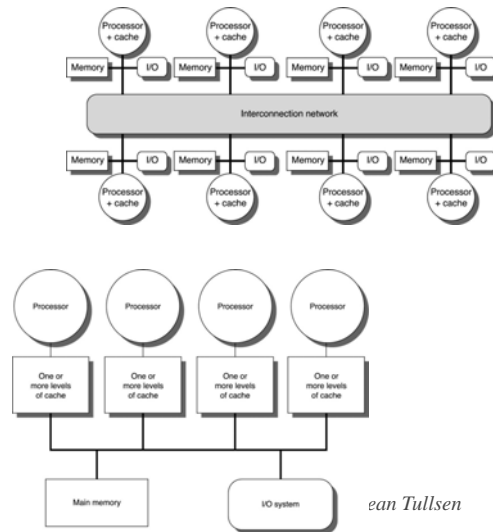 Processor
+ cache
Processor
+ cache
Processor
+ cache
Processor
+ cache
Memory I/O Memory I/O Memory I/O Memory I/O
Interconnection network
Memory I/O Memory I/O Memory I/O Memory I/O
Processor
+ cache
Processor
+ cache
Processor
+ cache
Processor
+ cache
Processor Processor Processor Processor
One or
more levels
of cache
One or
more levels
of cache
One or
more levels
of cache
One or
more levels
of cache
Main memory I/O system
ean Tullsen